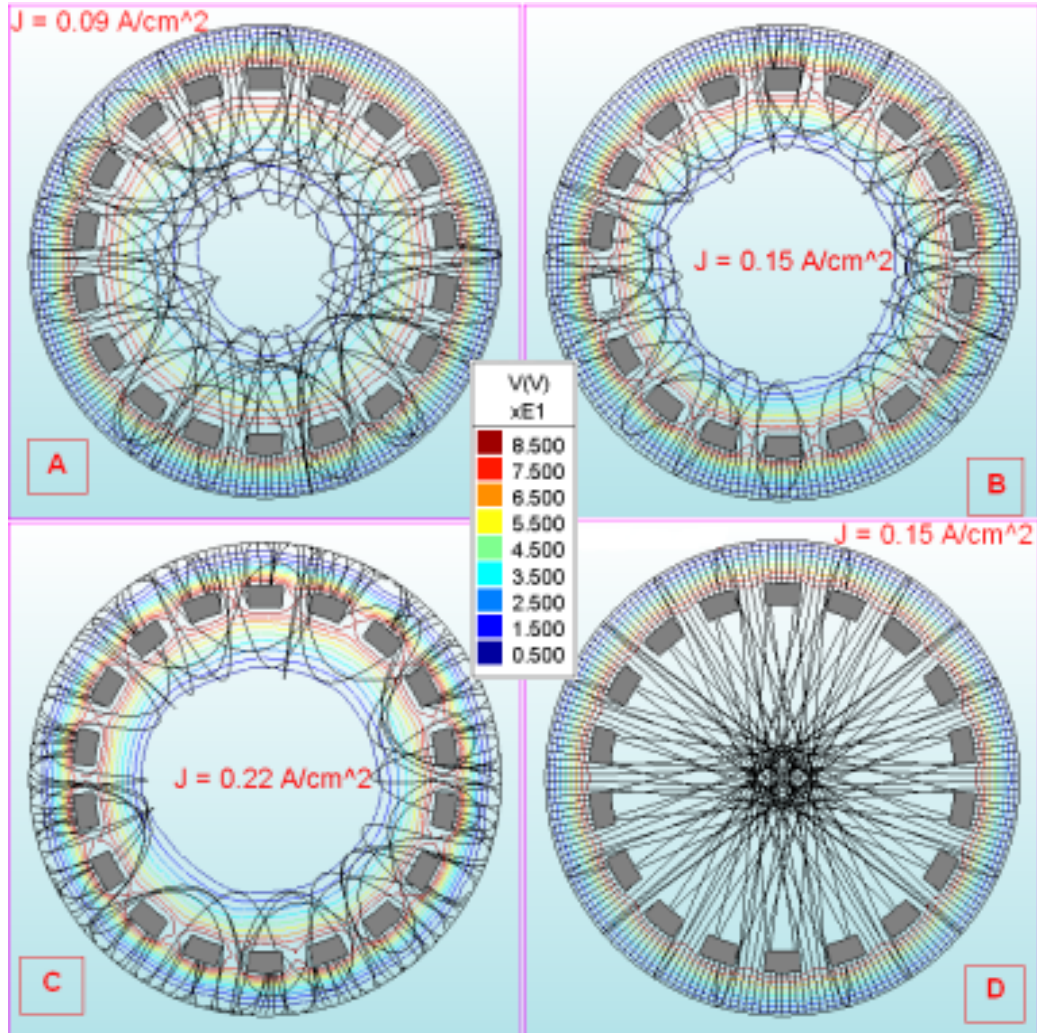 J = 0.09 A/cm^2
A
J = 0.15 A/cm^2
B
V(V)
xE1
8.500
7.500
6.500
5.500
4.500
3.500
2.500
1.500
0.500
J = 0.22 A/cm^2
C
J = 0.15 A/cm^2
D